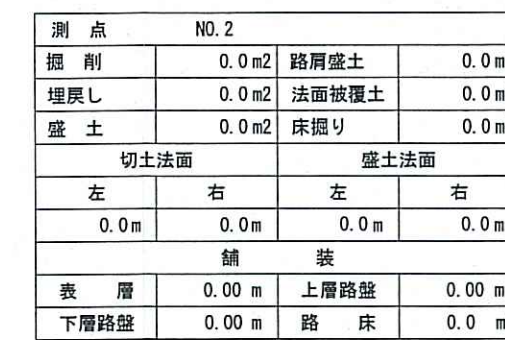 測 点 NO.2
掘 削 0.0m2 路肩盛土 0.0m
埋戻し 0.0m2 法面被覆土 0.0m
盛 土 0.0m2 床掘り 0.0m
切土法面 盛土法面
左 右 左 右
0.0m 0.0m 0.0m 0.0m
舗 装
表 層 0.00 m 上層路盤 0.00 m
下層路盤 0.00 m 路 床 0.0 m